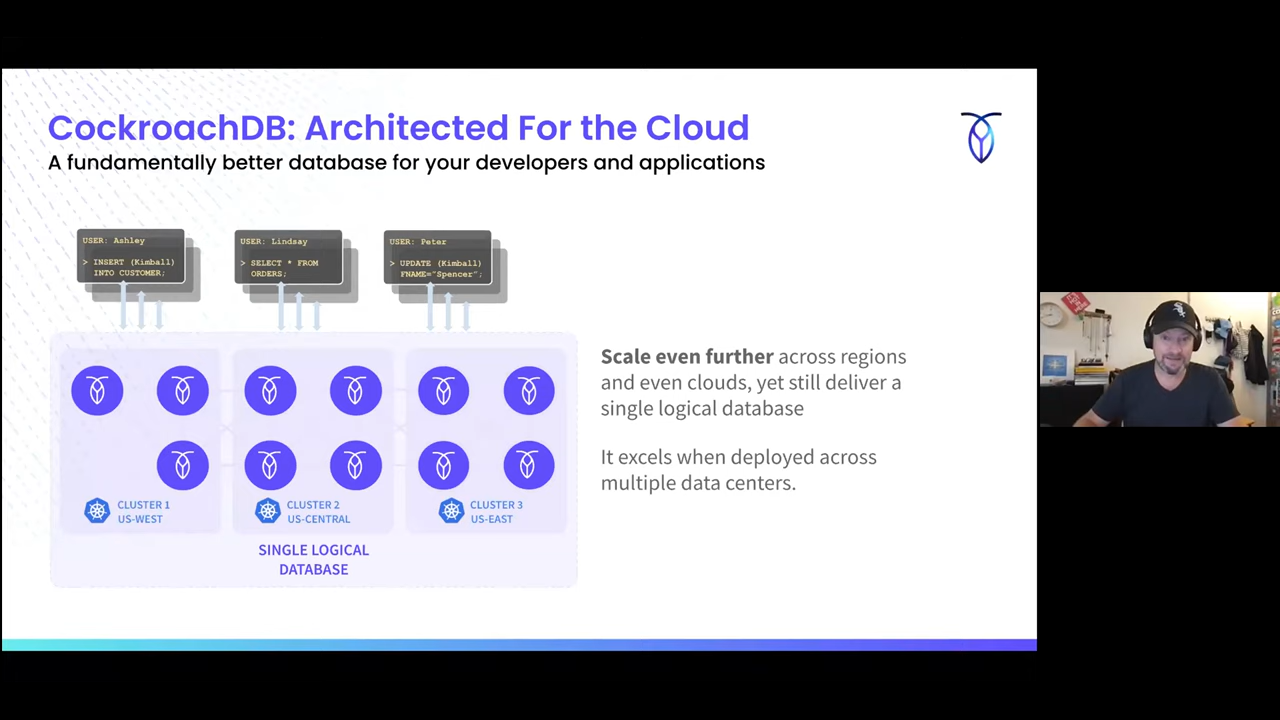 CockroachDB: Architected For the Cloud
A fundamentally better database for your developers and applications
USER: Ashley
> INSERT (Kimball)
INTO CUSTOMER;
USER: Lindsay
> SELECT * FROM
ORDERS;
USER: Peter
> UPDATE (Kimball)
FNAME="Spencer";
Scale even further across regions
and even clouds, yet still deliver a
single logical database
It excels when deployed across
multiple data centers.
CLUSTER 1
US-WEST
CLUSTER 2
US-CENTRAL
CLUSTER 3
US-EAST
SINGLE LOGICAL
DATABASE